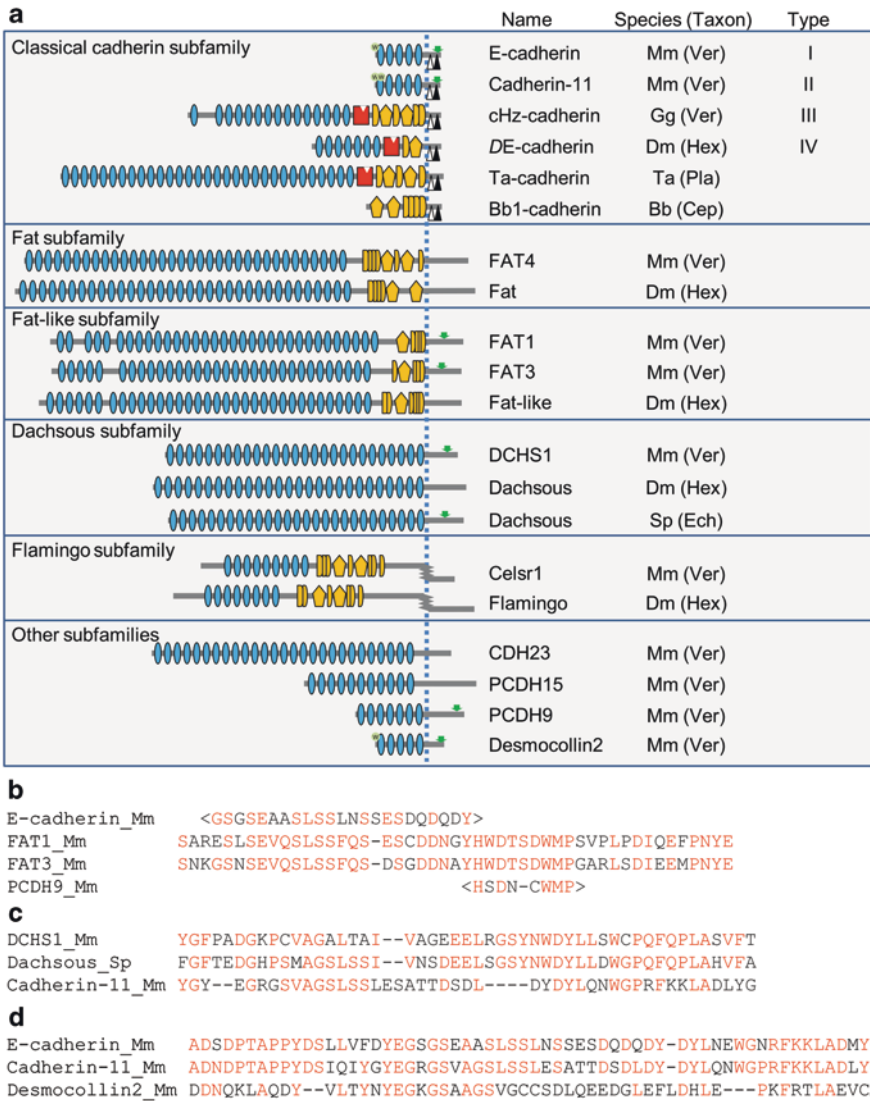 a
Name Species (Taxon) Type
Classical cadherin subfamily
E-cadherin Mm (Ver) I
Cadherin-11 Mm (Ver) II
cHz-cadherin Gg (Ver) III
DE-cadherin Dm (Hex) IV
Ta-cadherin Ta (Pla)
Bb1-cadherin Bb (Cep)
Fat subfamily
FAT4 Mm (Ver)
Fat Dm (Hex)
Fat-like subfamily
FAT1 Mm (Ver)
FAT3 Mm (Ver)
Fat-like Dm (Hex)
Dachsous subfamily
DCHS1 Mm (Ver)
Dachsous Dm (Hex)
Dachsous Sp (Ech)
Flamingo subfamily
Celsr1 Mm (Ver)
Flamingo Dm (Hex)
Other subfamilies
CDH23 Mm (Ver)
PCDH15 Mm (Ver)
PCDH9 Mm (Ver)
Desmocollin2 Mm (Ver)
b
E-cadherin_Mm <GSGSEAASLSSLNSSESDQDQDY>
FAT1_Mm SARESLSEVQSLSSFQS-ESCDDNGYHWDTSDWMPSVPLPDIQEFPNYE
FAT3_Mm SNKGSNSEVQSLSSFQS-DSGDDNAYHWDTSDWMPGARLSDIEEMPNYE
PCDH9_Mm <HSDN-CWMP>
c
DCHS1_Mm YGFPADGKPCVAGALTAI--VAGEEELRGSYNWDYLLSWCPQFQPLASVFT
Dachsous_Sp FGFTEDGHPSMAGSLSSI--VNSDEELSGSYNWDYLLDWGPQFQPLAHVFA
Cadherin-11_Mm YGY--EGRGSVAGSLSSLESATTDSDL----DYDYLQNWGPRFKKLADLYG
d
E-cadherin_Mm ADSDPTAPPYDSLLVFDYEGSGSEAASLSSLNSSESDQDQDY-DYLNEWGNRFKKLADMY
Cadherin-11_Mm ADNDPTAPPYDSIQIYGYEGRGSVAGSLSSLESATTDSDLDY-DYLQNWGPRFKKLADLY
Desmocollin2_Mm DDNQKLAQDY--VLTYNYEGKGSAAGSVGCCSDLQEEDGLEFLDHLE---PKFRTLAEVC